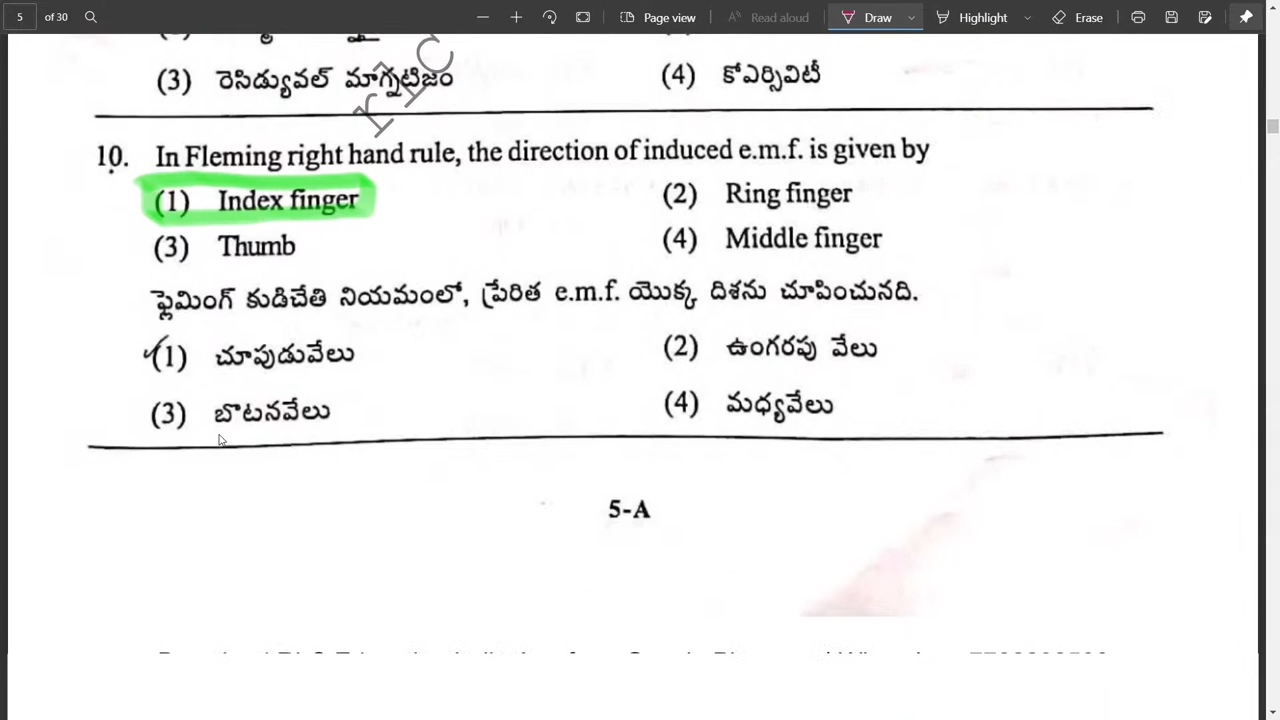 5 of 30 Page view Read aloud Draw Highlight Erase
(3) రెసిడ్యువల్ మాగ్నటిజం (4) కోఎర్సివిటీ
ric
10. In Fleming right hand rule, the direction of induced e.m.f. is given by
(1) Index finger (2) Ring finger
(3) Thumb (4) Middle finger
ఫ్లెమింగ్ కుడిచేతి నియమంలో, ప్రేరిత e.m.f. యొక్క దిశను చూపించునది.
(1) చూపుడువేలు (2) ఉంగరపు వేలు
(3) బొటనవేలు (4) మధ్యవేలు
5-A